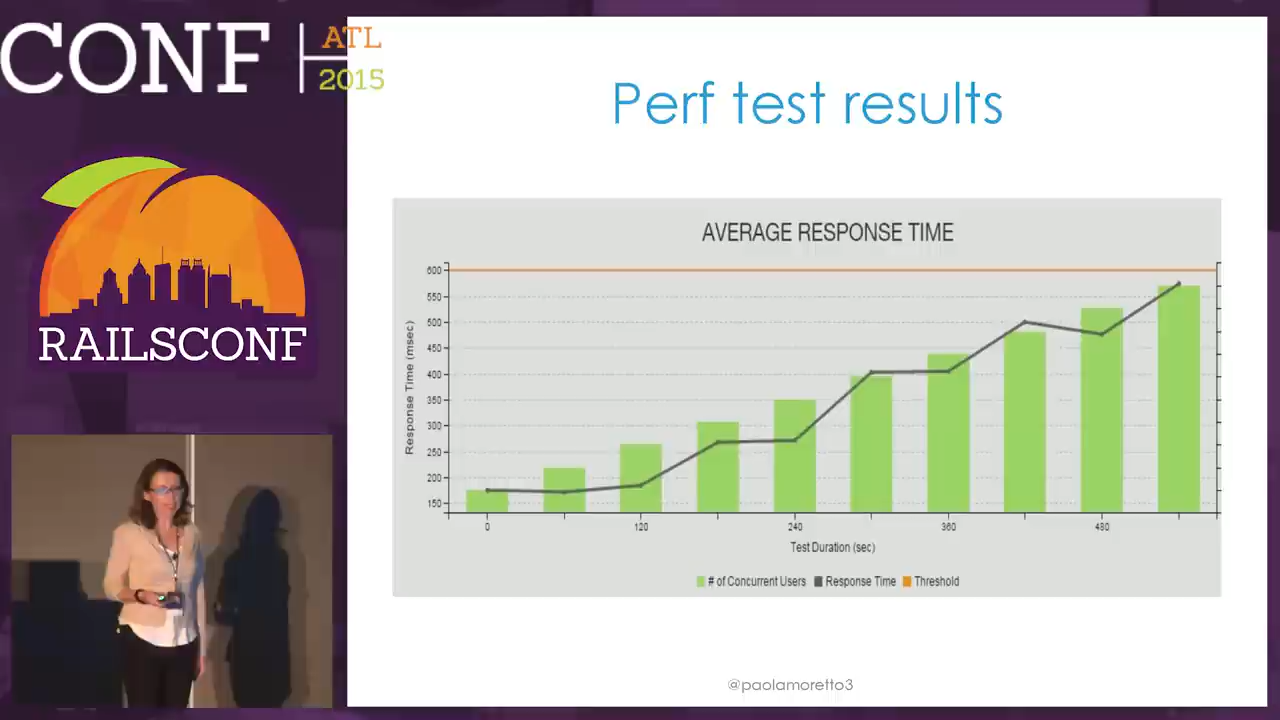 CONF
ATL
2015
RAILSCONF
Perf test results
AVERAGE RESPONSE TIME
Response Time (msec)
600
550
500
450
400
350
300
250
200
150
0
120
240
360
480
Test Duration (sec)
# of Concurrent Users
Response Time
Threshold
@paolamoretto3